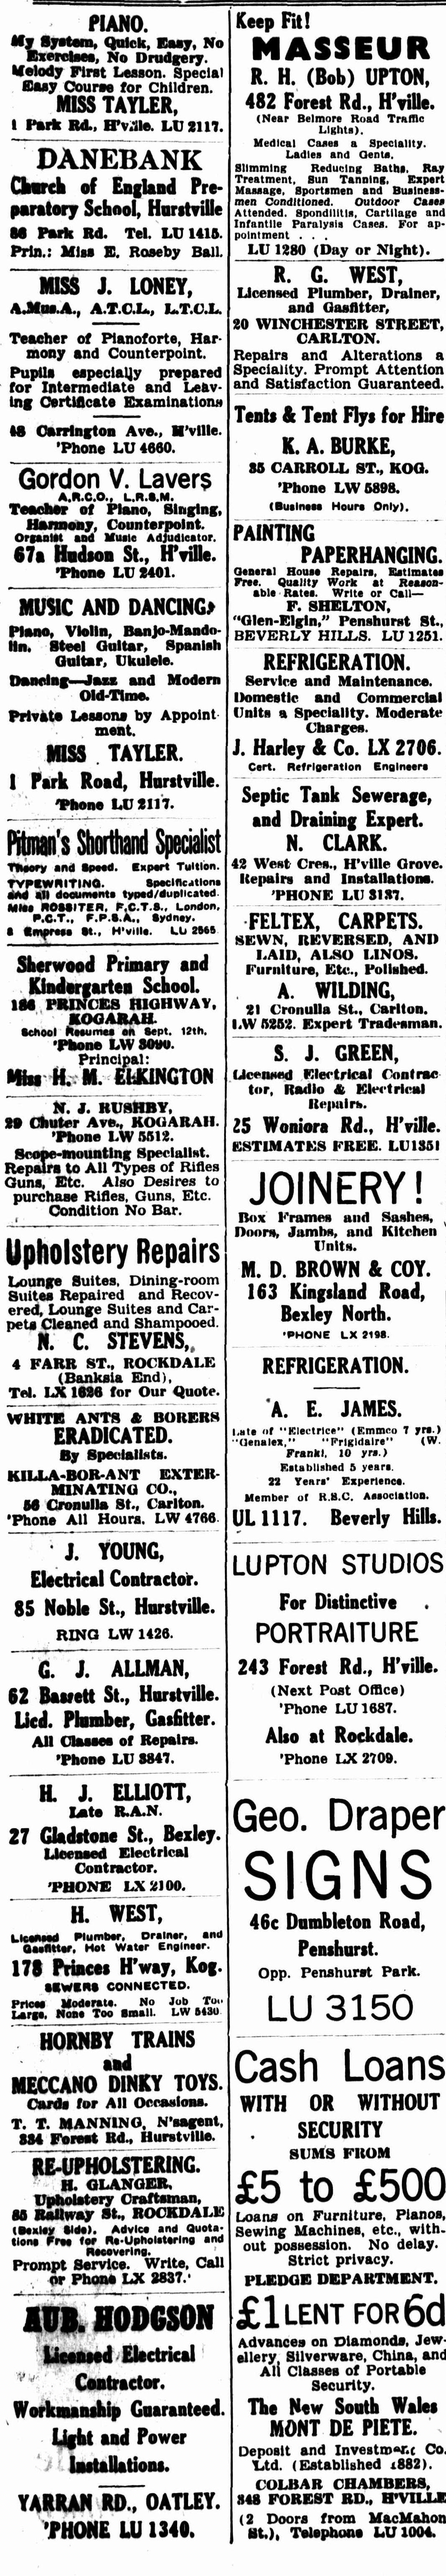 PIANO.
My System, Quick, Easy, No
Exercises, No Drudgery.
Melody First Lesson. Special
Easy Course for Children.
MISS TAYLER,
1 Park Rd., H'ville. LU 2117.
DANEBANK
Church of England Pre-
paratory School, Hurstville
86 Park Rd. Tel. LU 1415.
Prin.: Miss E. Roseby Ball.
MISS J. LONEY,
A.Mus.A., A.T.C.L., L.T.C.L.
Teacher of Pianoforte, Har-
mony and Counterpoint.
Pupils especially prepared
for Intermediate and Leav-
ing Certificate Examinations
48 Carrington Ave., H'ville.
'Phone LU 4660.
Gordon V. Lavers
A.R.C.O., L.R.S.M.
Teacher of Piano, Singing,
Harmony, Counterpoint.
Organist and Music Adjudicator.
67a Hudson St., H'ville.
'Phone LU 2401.
MUSIC AND DANCING
Piano, Violin, Banjo-Mando-
lin, Steel Guitar, Spanish
Guitar, Ukulele.
Dancing—Jazz and Modern
Old-Time.
Private Lessons by Appoint-
ment.
MISS TAYLER.
1 Park Road, Hurstville.
'Phone LU 2117.
Pitman's Shorthand Specialist
Theory and Speed. Expert Tuition.
TYPEWRITING. Specifications
and all documents typed/duplicated.
Miss ROSSITER, F.C.T.S., London,
P.C.T., F.P.S.A., Sydney.
8 Empress St., H'ville. LU 2565
Sherwood Primary and
Kindergarten School.
186 PRINCES HIGHWAY,
KOGARAH.
School Resumes on Sept. 12th.
'Phone LW 3090.
Principal:
Miss H. M. ELKINGTON
N. J. RUSHBY,
29 Chuter Ave., KOGARAH.
'Phone LW 5512.
Scope-mounting Specialist.
Repairs to All Types of Rifles
Guns, Etc. Also Desires to
purchase Rifles, Guns, Etc.
Condition No Bar.
Upholstery Repairs
Lounge Suites, Dining-room
Suites Repaired and Recov-
ered, Lounge Suites and Car-
pets Cleaned and Shampooed.
N. C. STEVENS,
4 FARR ST., ROCKDALE
(Banksia End),
Tel. LX 1626 for Our Quote.
WHITE ANTS & BORERS
ERADICATED.
By Specialists.
KILLA-BOR-ANT EXTER-
MINATING CO.,
56 Cronulla St., Carlton.
'Phone All Hours. LW 4766.
J. YOUNG,
Electrical Contractor.
85 Noble St., Hurstville.
RING LW 1426.
G. J. ALLMAN,
62 Bassett St., Hurstville.
Licd. Plumber, Gasfitter.
All Classes of Repairs.
'Phone LU 3847.
H. J. ELLIOTT,
Late R.A.N.
27 Gladstone St., Bexley.
Licensed Electrical
Contractor.
'PHONE LX 2100.
H. WEST,
Licensed Plumber, Drainer, and
Gasfitter, Hot Water Engineer.
178 Princes H'way, Kog.
SEWERS CONNECTED.
Prices Moderate. No Job Too
Large, None Too Small. LW 5430
HORNBY TRAINS
and
MECCANO DINKY TOYS.
Cards for All Occasions.
T. T. MANNING, N'sagent,
334 Forest Rd., Hurstville.
RE-UPHOLSTERING.
H. GLANGER,
Upholstery Craftsman,
85 Railway St., ROCKDALE
(Bexley Side). Advice and Quota-
tions Free for Re-Upholstering and
Recovering.
Prompt Service. Write, Call
or Phone LX 2837.
AUB. HODGSON
Licensed Electrical
Contractor.
Workmanship Guaranteed.
Light and Power
Installations.
YARRAN RD., OATLEY.
'PHONE LU 1340.
Keep Fit!
MASSEUR
R. H. (Bob) UPTON,
482 Forest Rd., H'ville.
(Near Belmore Road Traffic
Lights).
Medical Cases a Speciality.
Ladies and Gents.
Slimming Reducing Baths, Ray
Treatment, Sun Tanning, Expert
Massage, Sportsmen and Business-
men Conditioned. Outdoor Cases
Attended. Spondilitis, Cartilage and
Infantile Paralysis Cases. For ap-
pointment . . .
LU 1280 (Day or Night).
R. G. WEST,
Licensed Plumber, Drainer,
and Gasfitter,
20 WINCHESTER STREET,
CARLTON.
Repairs and Alterations a
Speciality. Prompt Attention
and Satisfaction Guaranteed.
Tents & Tent Flys for Hire
K. A. BURKE,
85 CARROLL ST., KOG.
'Phone LW 5898.
(Business Hours Only).
PAINTING
PAPERHANGING.
General House Repairs, Estimates
Free. Quality Work at Reason-
able Rates. Write or Call—
F. SHELTON,
"Glen-Elgin," Penshurst St.,
BEVERLY HILLS. LU 1251.
REFRIGERATION.
Service and Maintenance.
Domestic and Commercial
Units a Speciality. Moderate
Charges.
J. Harley & Co. LX 2706.
Cert. Refrigeration Engineers
Septic Tank Sewerage,
and Draining Expert.
N. CLARK.
42 West Cres., H'ville Grove.
Repairs and Installations.
'PHONE LU 3137.
FELTEX, CARPETS.
SEWN, REVERSED, AND
LAID, ALSO LINOS.
Furniture, Etc., Polished.
A. WILDING,
21 Cronulla St., Carlton.
LW 5252. Expert Tradesman.
S. J. GREEN,
Licensed Electrical Contrac
tor, Radio & Electrical
Repairs.
25 Woniora Rd., H'ville.
ESTIMATES FREE. LU1351
JOINERY!
Box Frames and Sashes,
Doors, Jambs, and Kitchen
Units.
M. D. BROWN & COY.
163 Kingsland Road,
Bexley North.
'PHONE LX 2198.
REFRIGERATION.
A. E. JAMES.
Late of "Electrice" (Emmco 7 yrs.)
"Genalex," "Frigidaire" (W.
Frankl, 10 yrs.)
Established 5 years.
22 Years' Experience.
Member of R.S.C. Association.
UL 1117. Beverly Hills.
LUPTON STUDIOS
For Distinctive
PORTRAITURE
243 Forest Rd., H'ville.
(Next Post Office)
'Phone LU 1687.
Also at Rockdale.
'Phone LX 2709.
Geo. Draper
SIGNS
46c Dumbleton Road,
Penshurst.
Opp. Penshurst Park.
LU 3150
Cash Loans
WITH OR WITHOUT
SECURITY
SUMS FROM
£5 to £500
Loans on Furniture, Pianos,
Sewing Machines, etc., with-
out possession. No delay.
Strict privacy.
PLEDGE DEPARTMENT.
£1 LENT FOR 6d
Advances on Diamonds, Jew-
ellery, Silverware, China, and
All Classes of Portable
Security.
The New South Wales
MONT DE PIETE.
Deposit and Investment Co.
Ltd. (Established 1882).
COLBAR CHAMBERS,
348 FOREST RD., H'VILLE
(2 Doors from MacMahon
St.), Telephone LU 1004.